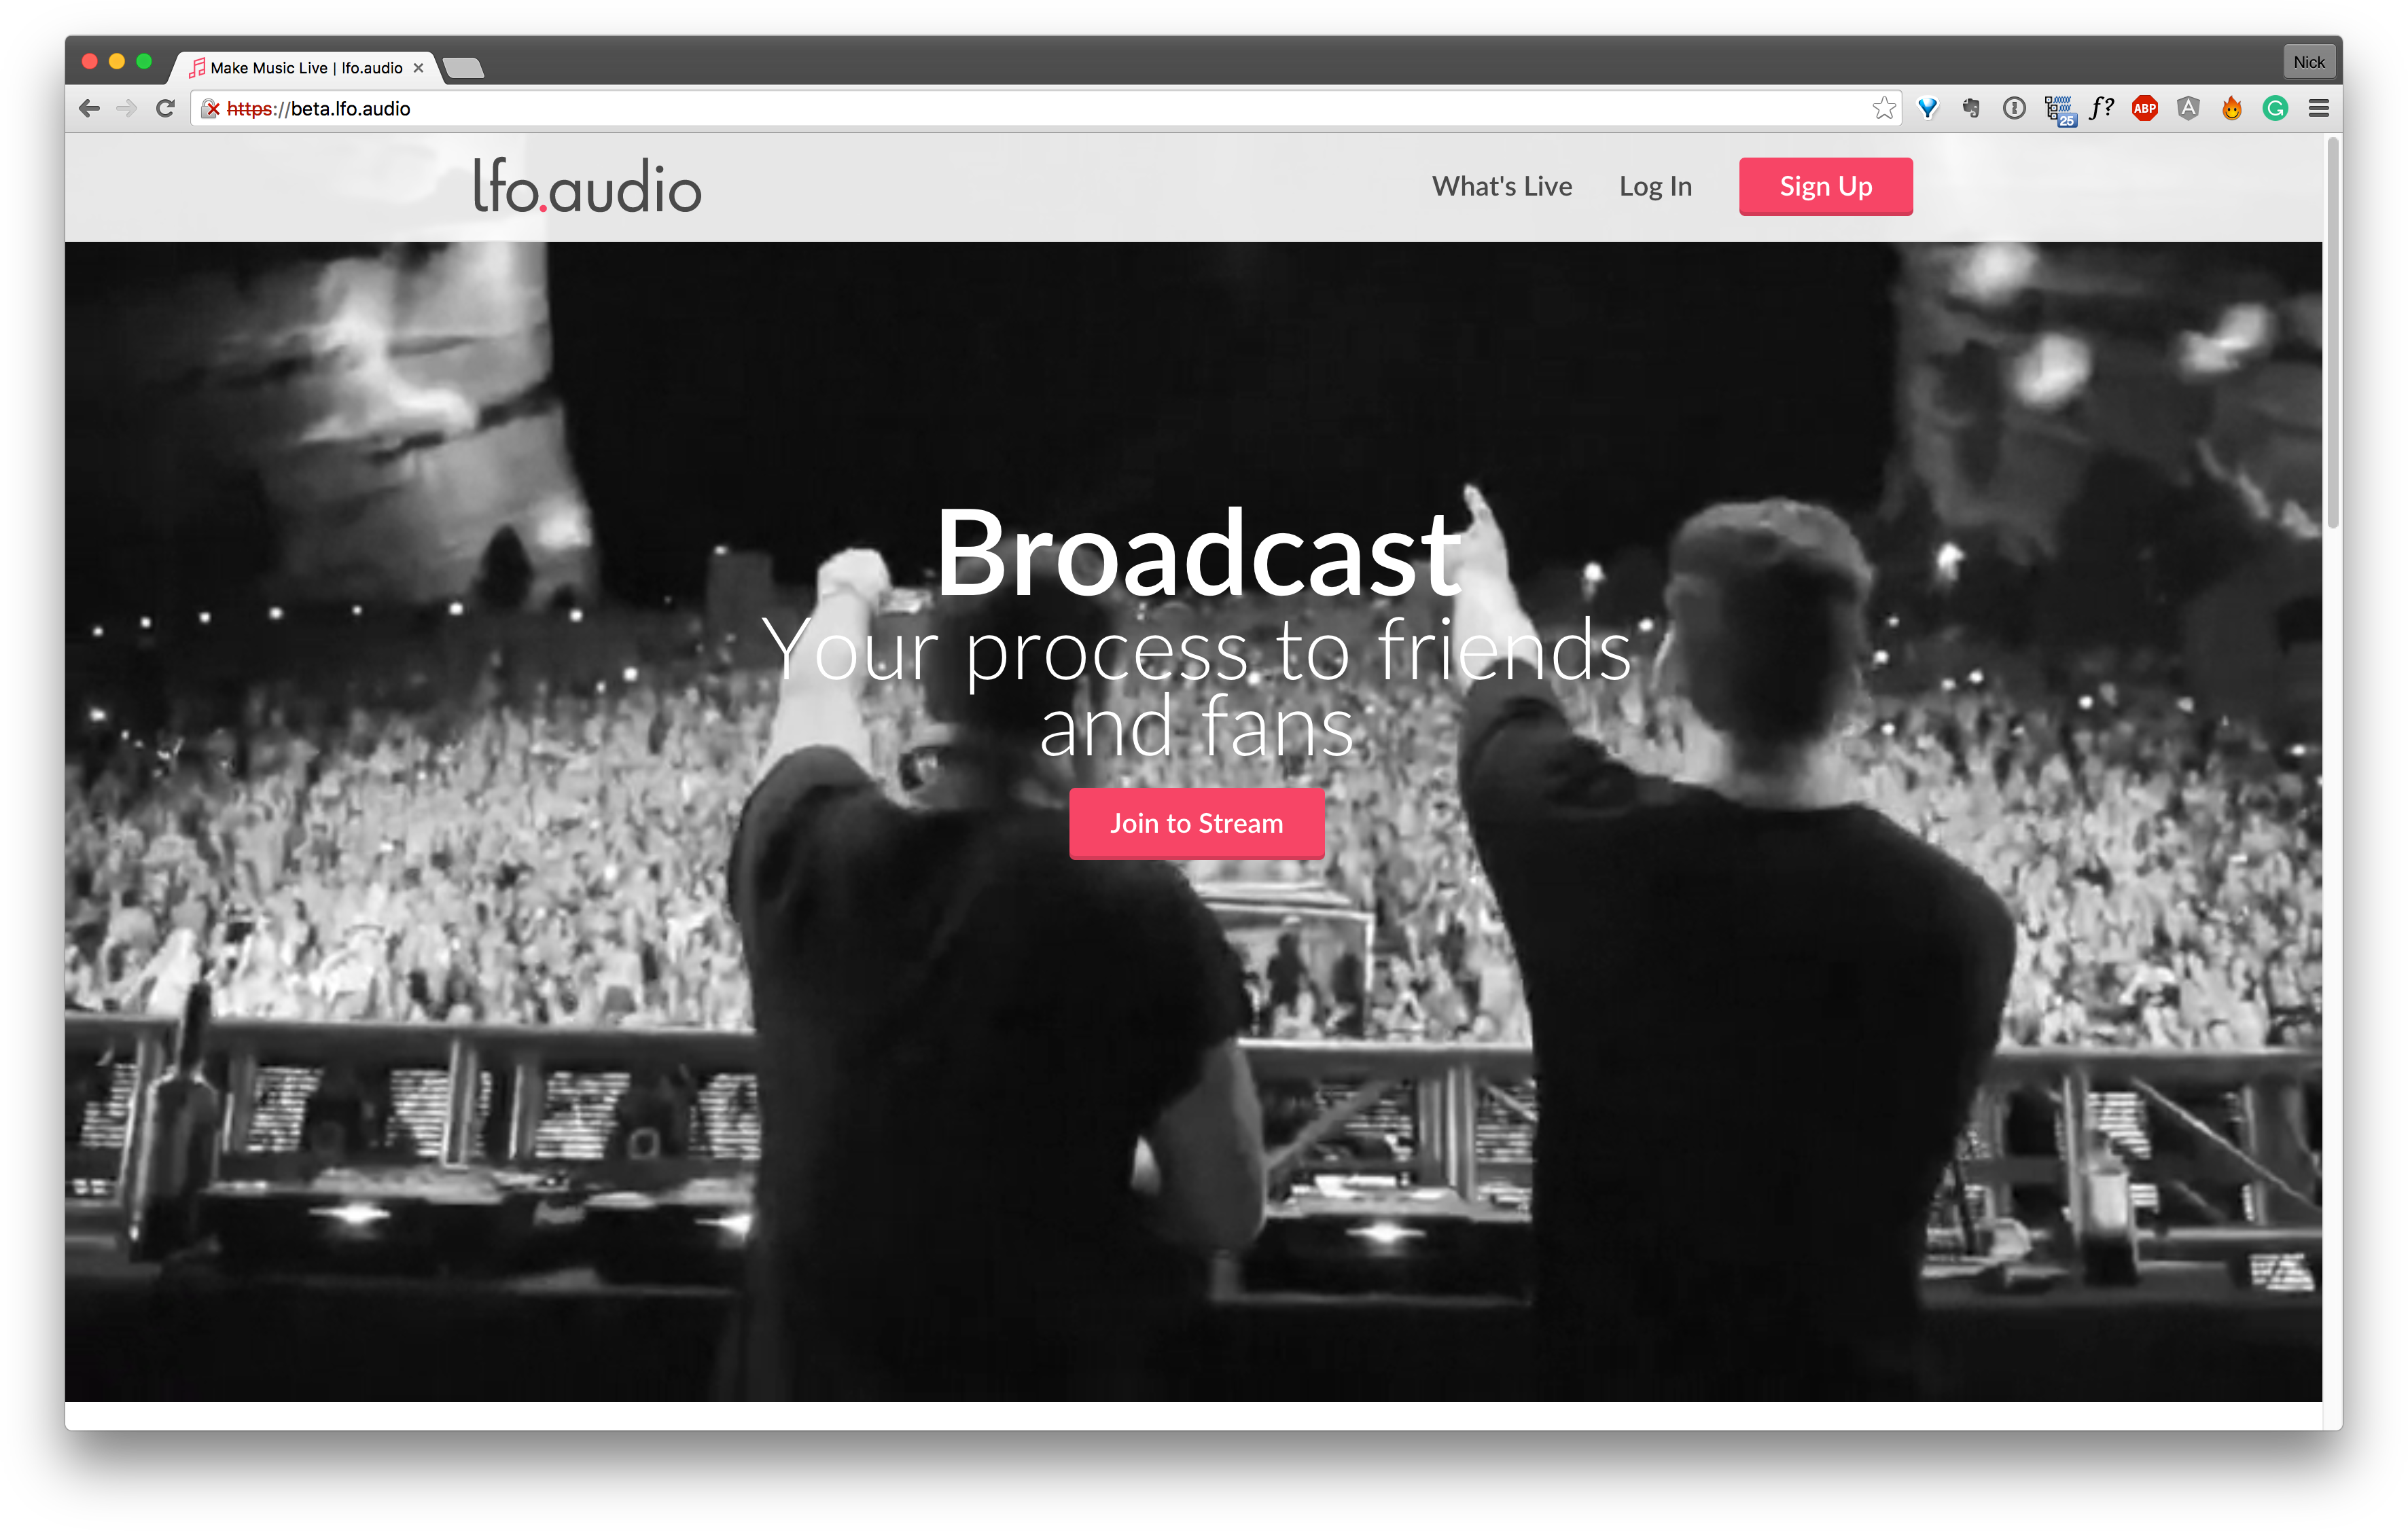 Make Music Live | lfo.audio
Nick
https://beta.lfo.audio
25
f?
ABP
lfo.audio
What's Live
Log In
Sign Up
Broadcast
Your process to friends
and fans
Join to Stream